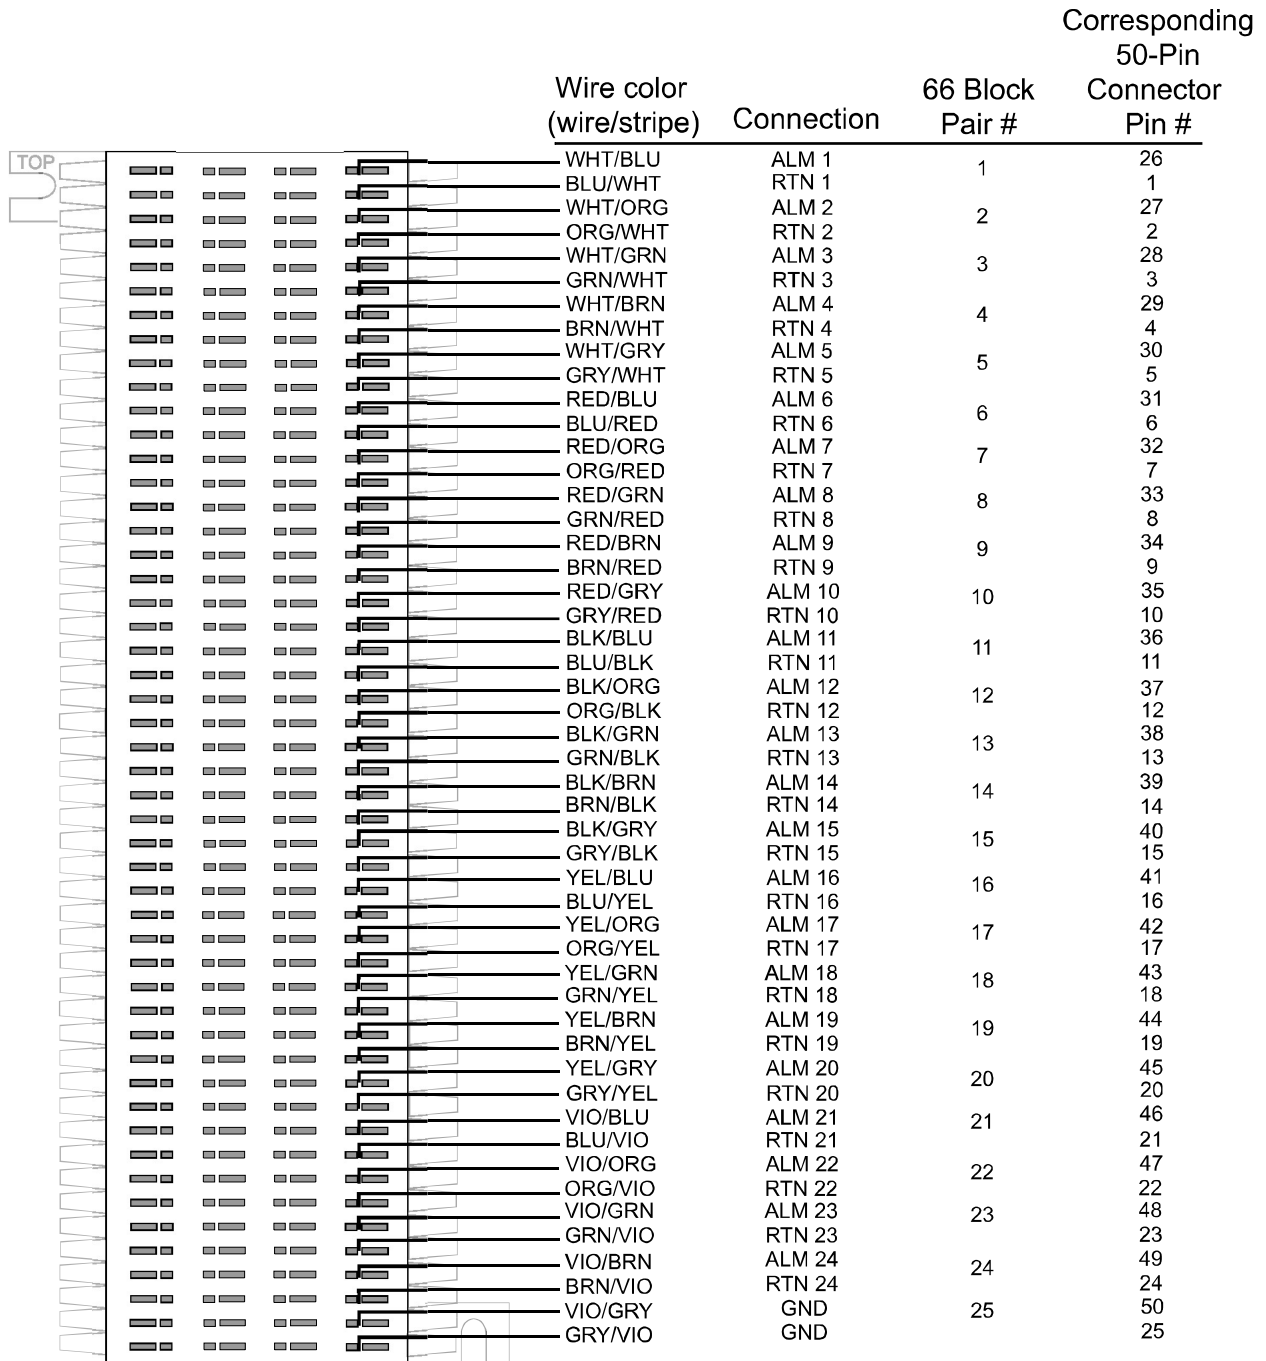 Corresponding
50-Pin
Wire color 66 Block Connector
(wire/stripe) Connection Pair # Pin #
TOP
WHT/BLU ALM 1 1 26
BLU/WHT RTN 1 1
WHT/ORG ALM 2 2 27
ORG/WHT RTN 2 2
WHT/GRN ALM 3 3 28
GRN/WHT RTN 3 3
WHT/BRN ALM 4 4 29
BRN/WHT RTN 4 4
WHT/GRY ALM 5 5 30
GRY/WHT RTN 5 5
RED/BLU ALM 6 6 31
BLU/RED RTN 6 6
RED/ORG ALM 7 7 32
ORG/RED RTN 7 7
RED/GRN ALM 8 8 33
GRN/RED RTN 8 8
RED/BRN ALM 9 9 34
BRN/RED RTN 9 9
RED/GRY ALM 10 10 35
GRY/RED RTN 10 10
BLK/BLU ALM 11 11 36
BLU/BLK RTN 11 11
BLK/ORG ALM 12 12 37
ORG/BLK RTN 12 12
BLK/GRN ALM 13 13 38
GRN/BLK RTN 13 13
BLK/BRN ALM 14 14 39
BRN/BLK RTN 14 14
BLK/GRY ALM 15 15 40
GRY/BLK RTN 15 15
YEL/BLU ALM 16 16 41
BLU/YEL RTN 16 16
YEL/ORG ALM 17 17 42
ORG/YEL RTN 17 17
YEL/GRN ALM 18 18 43
GRN/YEL RTN 18 18
YEL/BRN ALM 19 19 44
BRN/YEL RTN 19 19
YEL/GRY ALM 20 20 45
GRY/YEL RTN 20 20
VIO/BLU ALM 21 21 46
BLU/VIO RTN 21 21
VIO/ORG ALM 22 22 47
ORG/VIO RTN 22 22
VIO/GRN ALM 23 23 48
GRN/VIO RTN 23 23
VIO/BRN ALM 24 24 49
BRN/VIO RTN 24 24
VIO/GRY GND 25 50
GRY/VIO GND 25